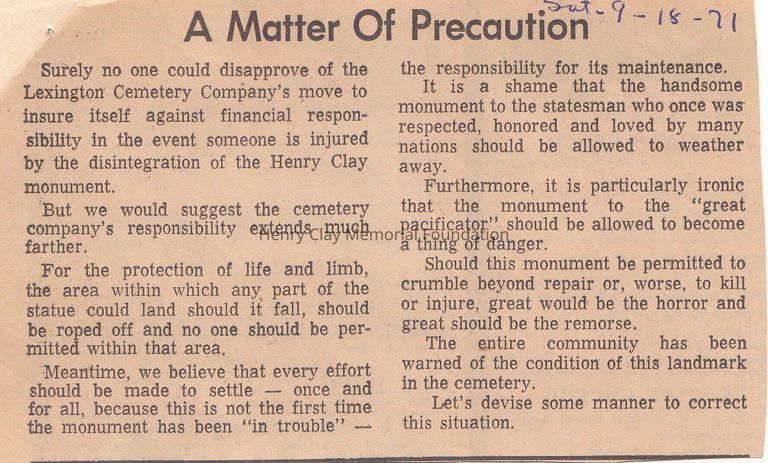 Sat-9-18-71
A Matter Of Precaution
Surely no one could disapprove of the
Lexington Cemetery Company's move to
insure itself against financial respon-
sibility in the event someone is injured
by the disintegration of the Henry Clay
monument.
But we would suggest the cemetery
company's responsibility extends much
farther.
For the protection of life and limb,
the area within which any part of the
statue could land should it fall, should
be roped off and no one should be per-
mitted within that area.
Meantime, we believe that every effort
should be made to settle — once and
for all, because this is not the first time
the monument has been "in trouble" —
the responsibility for its maintenance.
It is a shame that the handsome
monument to the statesman who once was
respected, honored and loved by many
nations should be allowed to weather
away.
Furthermore, it is particularly ironic
that the monument to the "great
pacificator" should be allowed to become
a thing of danger.
Should this monument be permitted to
crumble beyond repair or, worse, to kill
or injure, great would be the horror and
great should be the remorse.
The entire community has been
warned of the condition of this landmark
in the cemetery.
Let's devise some manner to correct
this situation.
Henry Clay Memorial Foundation